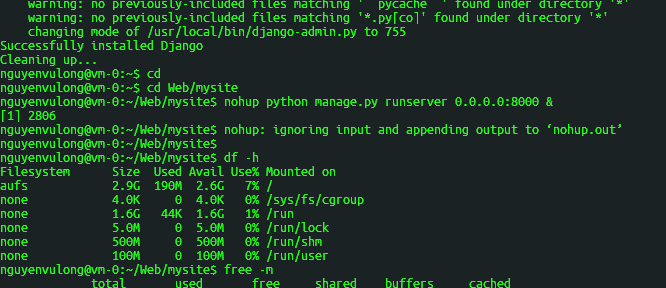 warning: no previously-included files matching '__pycache__' found under directory '*'
warning: no previously-included files matching '*.py[co]' found under directory '*'
changing mode of /usr/local/bin/django-admin.py to 755
Successfully installed Django
Cleaning up...
nguyenvulong@vm-0:~$ cd
nguyenvulong@vm-0:~$ cd Web/mysite
nguyenvulong@vm-0:~/Web/mysite$ nohup python manage.py runserver 0.0.0.0:8000 &
[1] 2806
nguyenvulong@vm-0:~/Web/mysite$ nohup: ignoring input and appending output to ‘nohup.out’
nguyenvulong@vm-0:~/Web/mysite$
nguyenvulong@vm-0:~/Web/mysite$ df -h
Filesystem Size Used Avail Use% Mounted on
aufs 2.9G 190M 2.6G 7% /
none 4.0K 0 4.0K 0% /sys/fs/cgroup
none 1.6G 44K 1.6G 1% /run
none 5.0M 0 5.0M 0% /run/lock
none 500M 0 500M 0% /run/shm
none 100M 0 100M 0% /run/user
nguyenvulong@vm-0:~/Web/mysite$ free -m
total used free shared buffers cached